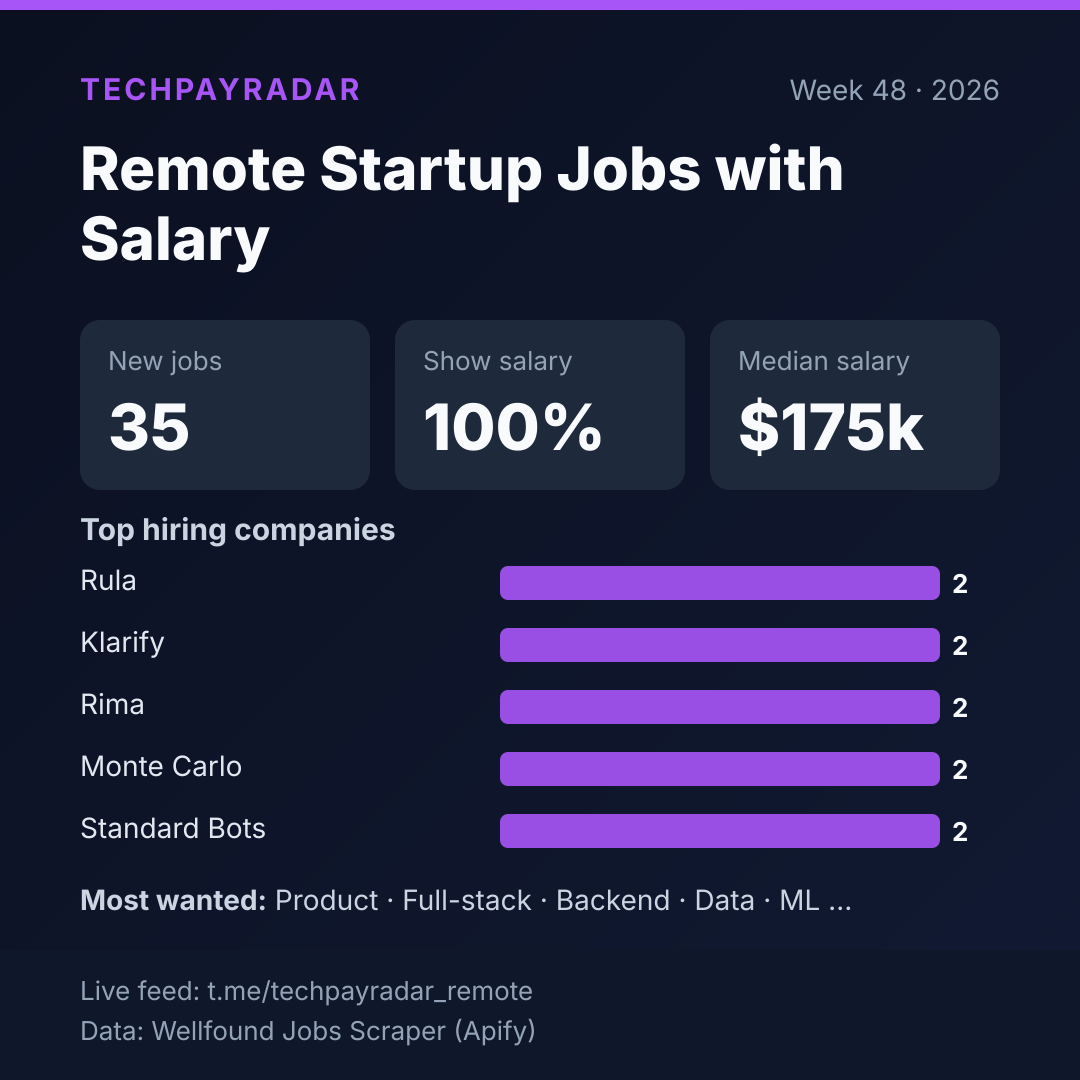 TECHPAYRADAR
Week 48 · 2026
Remote Startup Jobs with
Salary
New jobs
35
Show salary
100%
Median salary
$175k
Top hiring companies
Rula 2
Klarify 2
Rima 2
Monte Carlo 2
Standard Bots 2
Most wanted: Product · Full-stack · Backend · Data · ML ...
Live feed: t.me/techpayradar_remote
Data: Wellfound Jobs Scraper (Apify)